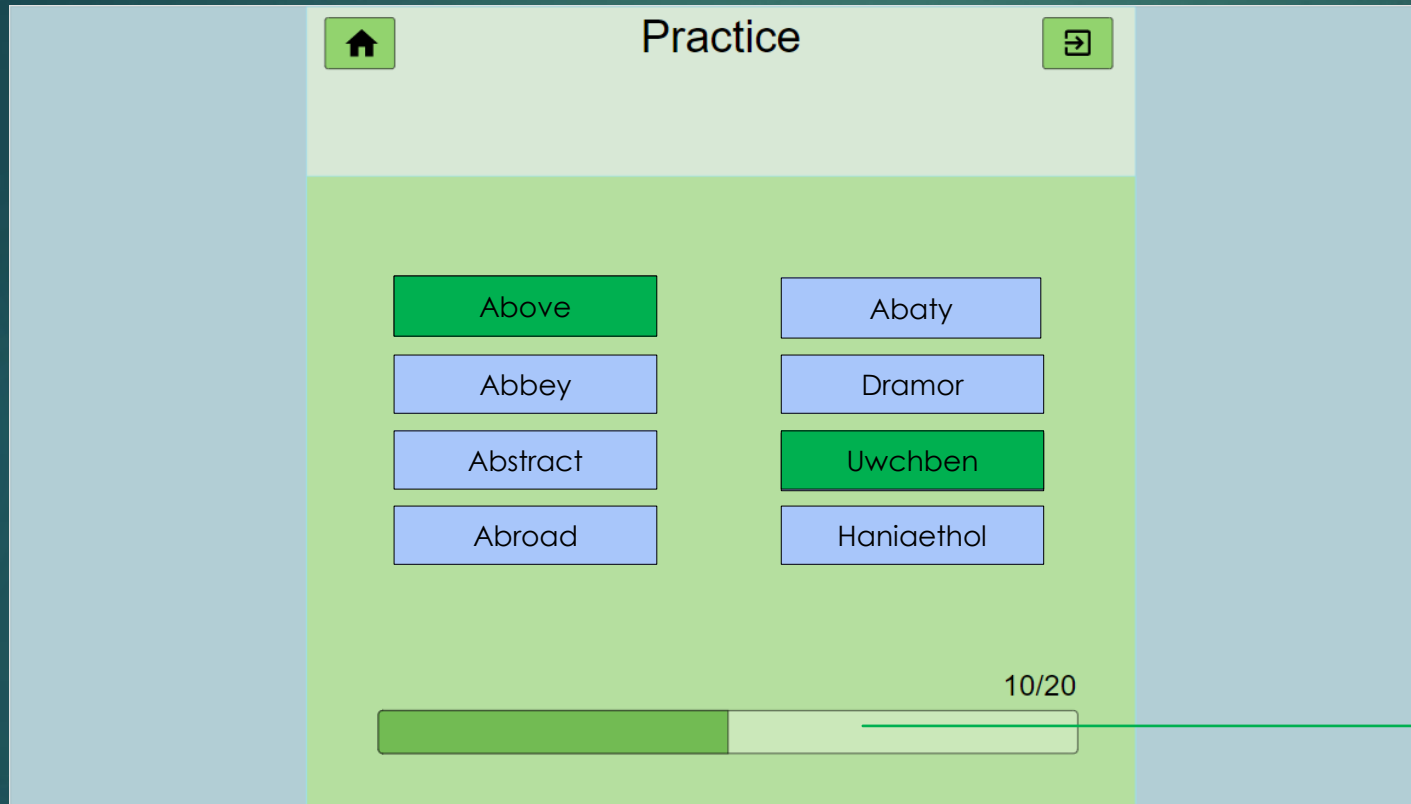 Practice
Above
Abaty
Abbey
Dramor
Abstract
Uwchben
Abroad
Haniaethol
10/20